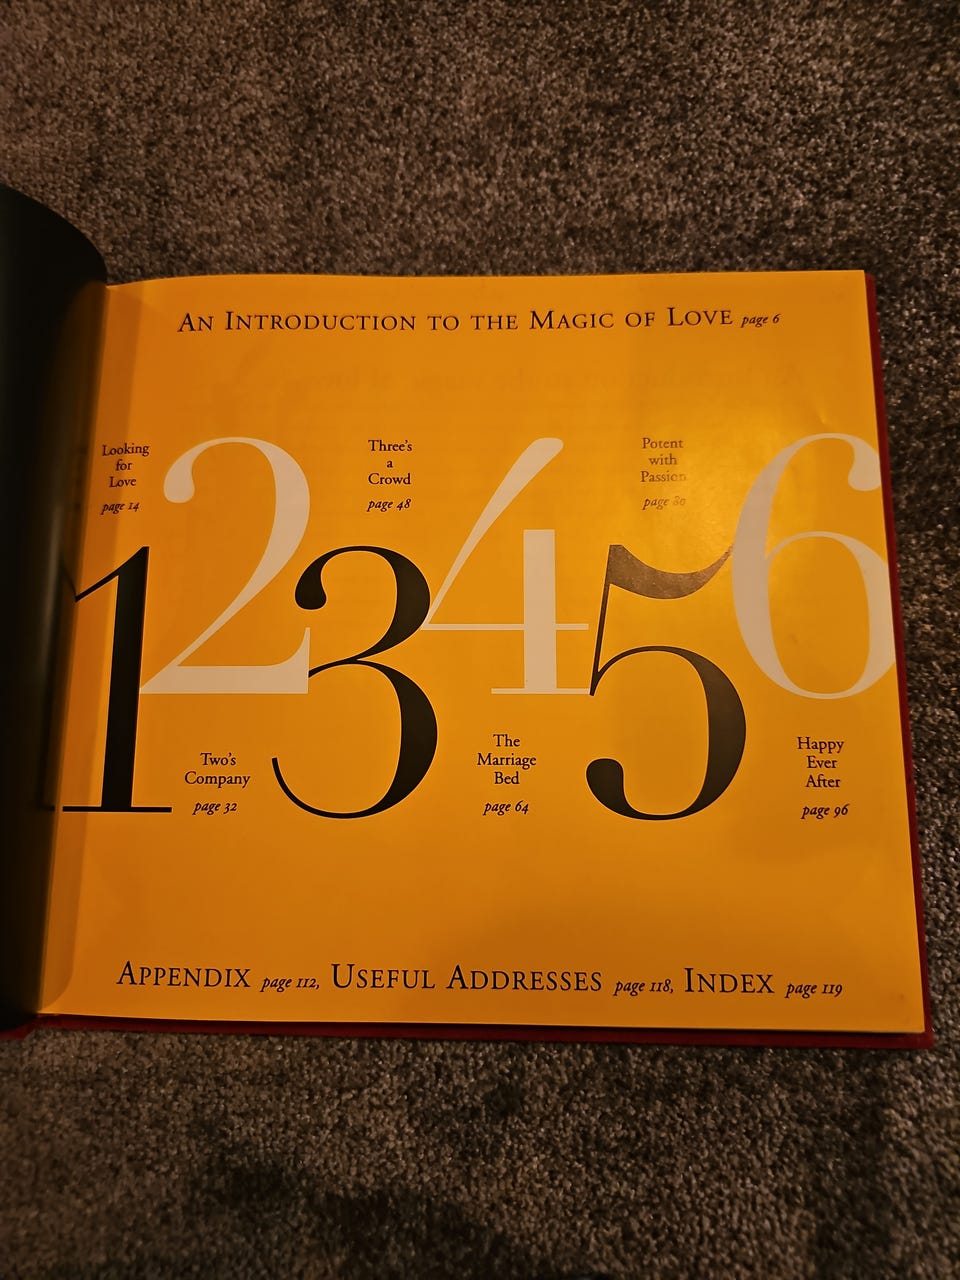 AN INTRODUCTION TO THE MAGIC OF LOVE page 6
1
Looking
for
Love
page 14
2
Two's
Company
page 32
3
Three's
a
Crowd
page 48
4
The
Marriage
Bed
page 64
5
Potent
with
Passion
page 80
6
Happy
Ever
After
page 96
APPENDIX page 112, USEFUL ADDRESSES page 118, INDEX page 119